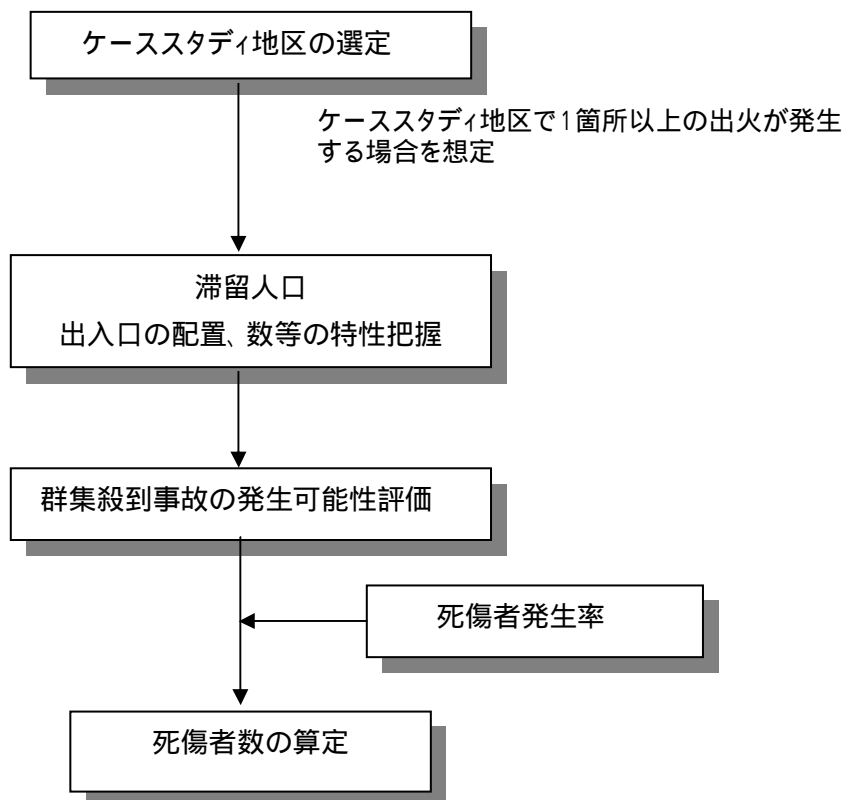 ケーススタディ地区の選定
ケーススタディ地区で1箇所以上の出火が発生
する場合を想定
滞留人口
出入口の配置、数等の特性把握
群集殺到事故の発生可能性評価
死傷者発生率
死傷者数の算定